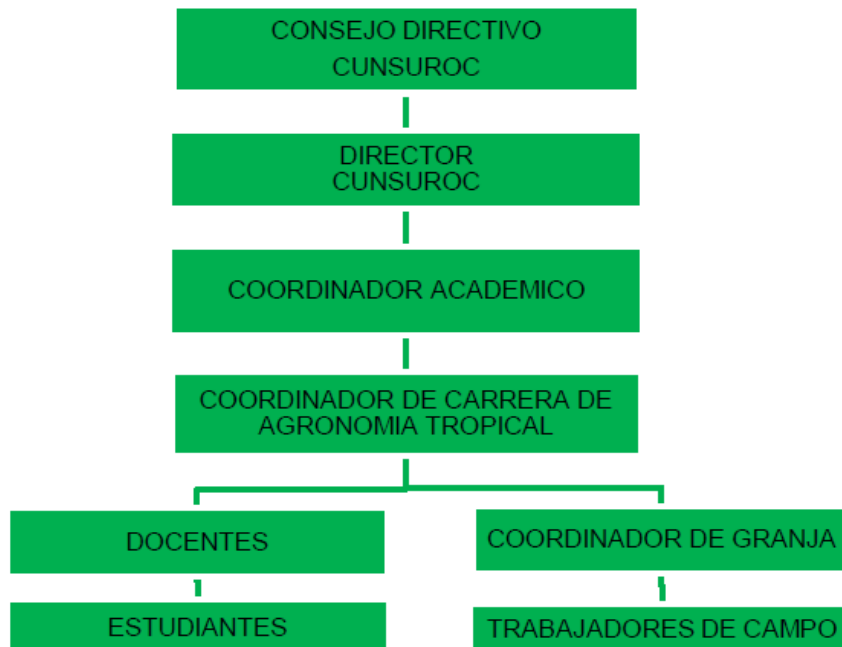 CONSEJO DIRECTIVO
CUNSUROC
DIRECTOR
CUNSUROC
COORDINADOR ACADEMICO
COORDINADOR DE CARRERA DE
AGRONOMIA TROPICAL
DOCENTES
COORDINADOR DE GRANJA
ESTUDIANTES
TRABAJADORES DE CAMPO